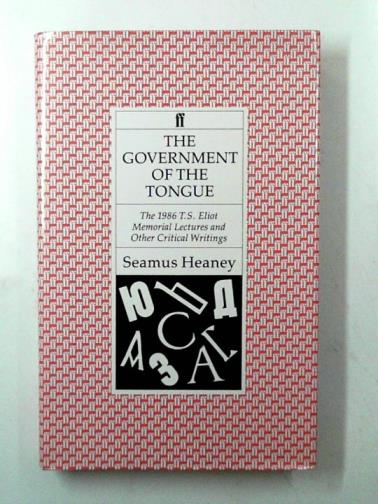 ff
THE
GOVERNMENT
OF THE
TONGUE
The 1986 T.S. Eliot
Memorial Lectures and
Other Critical Writings
Seamus Heaney
Ю Ь Д
С
А З А Г